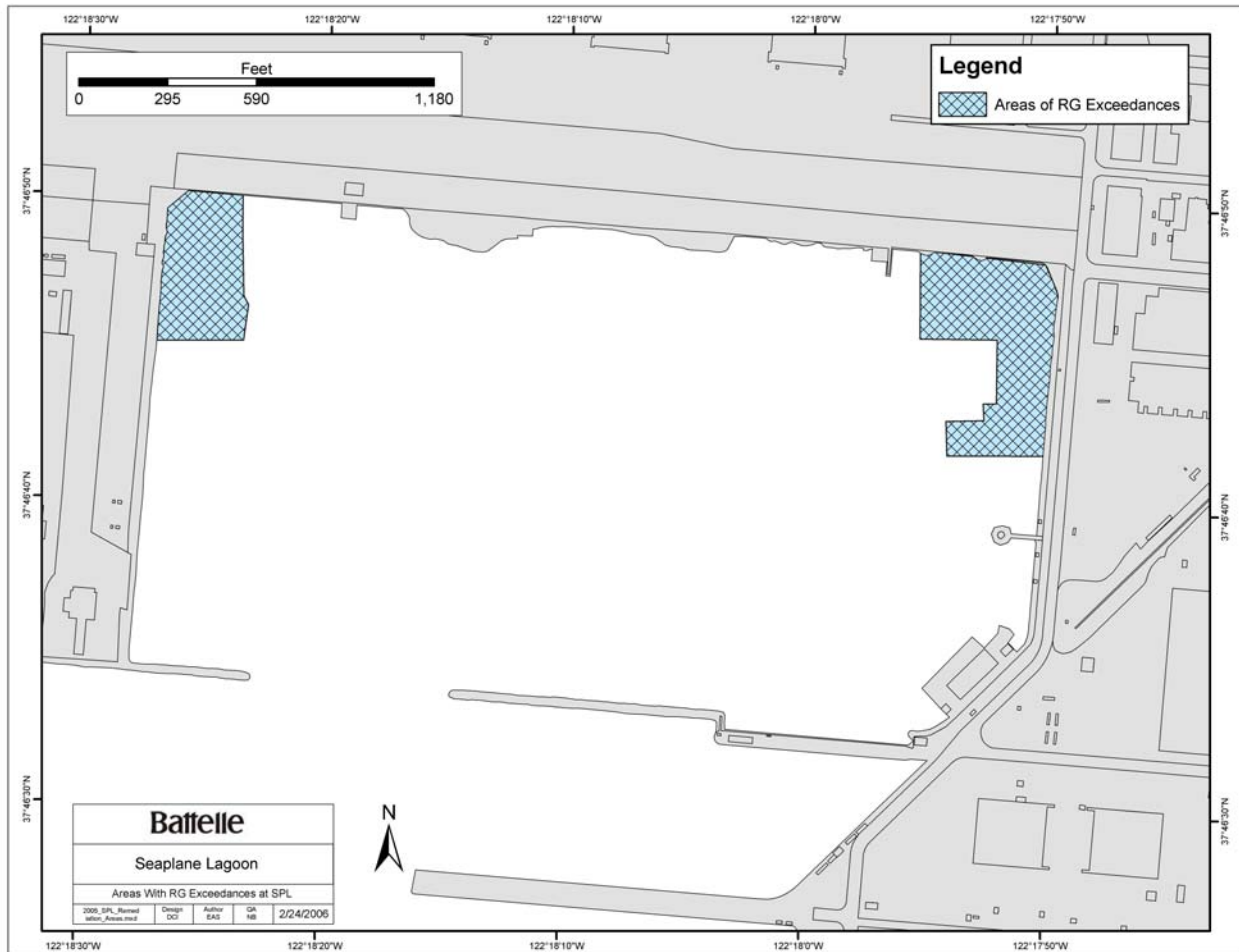 122°18'30"W
122°18'20"W
122°18'10"W
122°18'0"W
122°17'50"W
Feet
0 295 590 1,180
Legend
Areas of RG Exceedances
37°46'50"N
37°46'50"N
37°46'40"N
37°46'40"N
37°46'30"N
37°46'30"N
N
Battelle
Seaplane Lagoon
Areas With RG Exceedances at SPL
2005_SPL_Remed
iation_Areas.mxd
Design
DCI
Author
EAS
QA
NB
2/24/2006
122°18'30"W
122°18'20"W
122°18'10"W
122°18'0"W
122°17'50"W